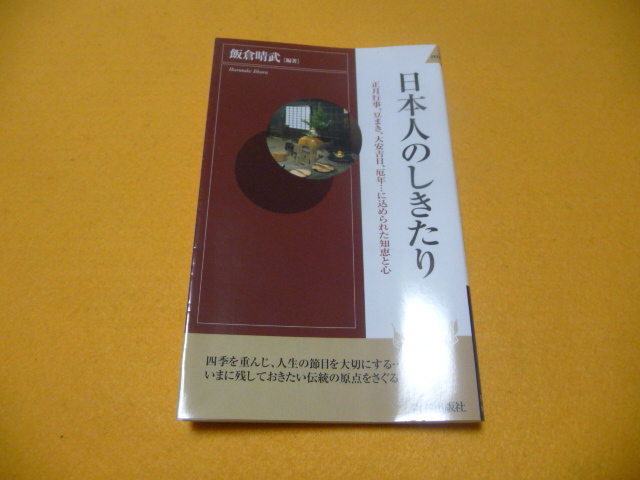 飯倉晴武［編著］
Harutake Iikura
日本人のしきたり
正月行事、豆まき、大安吉日、厄年…に込められた知恵と心
四季を重んじ、人生の節目を大切にする…
いまに残しておきたい伝統の原点をさぐる
版社